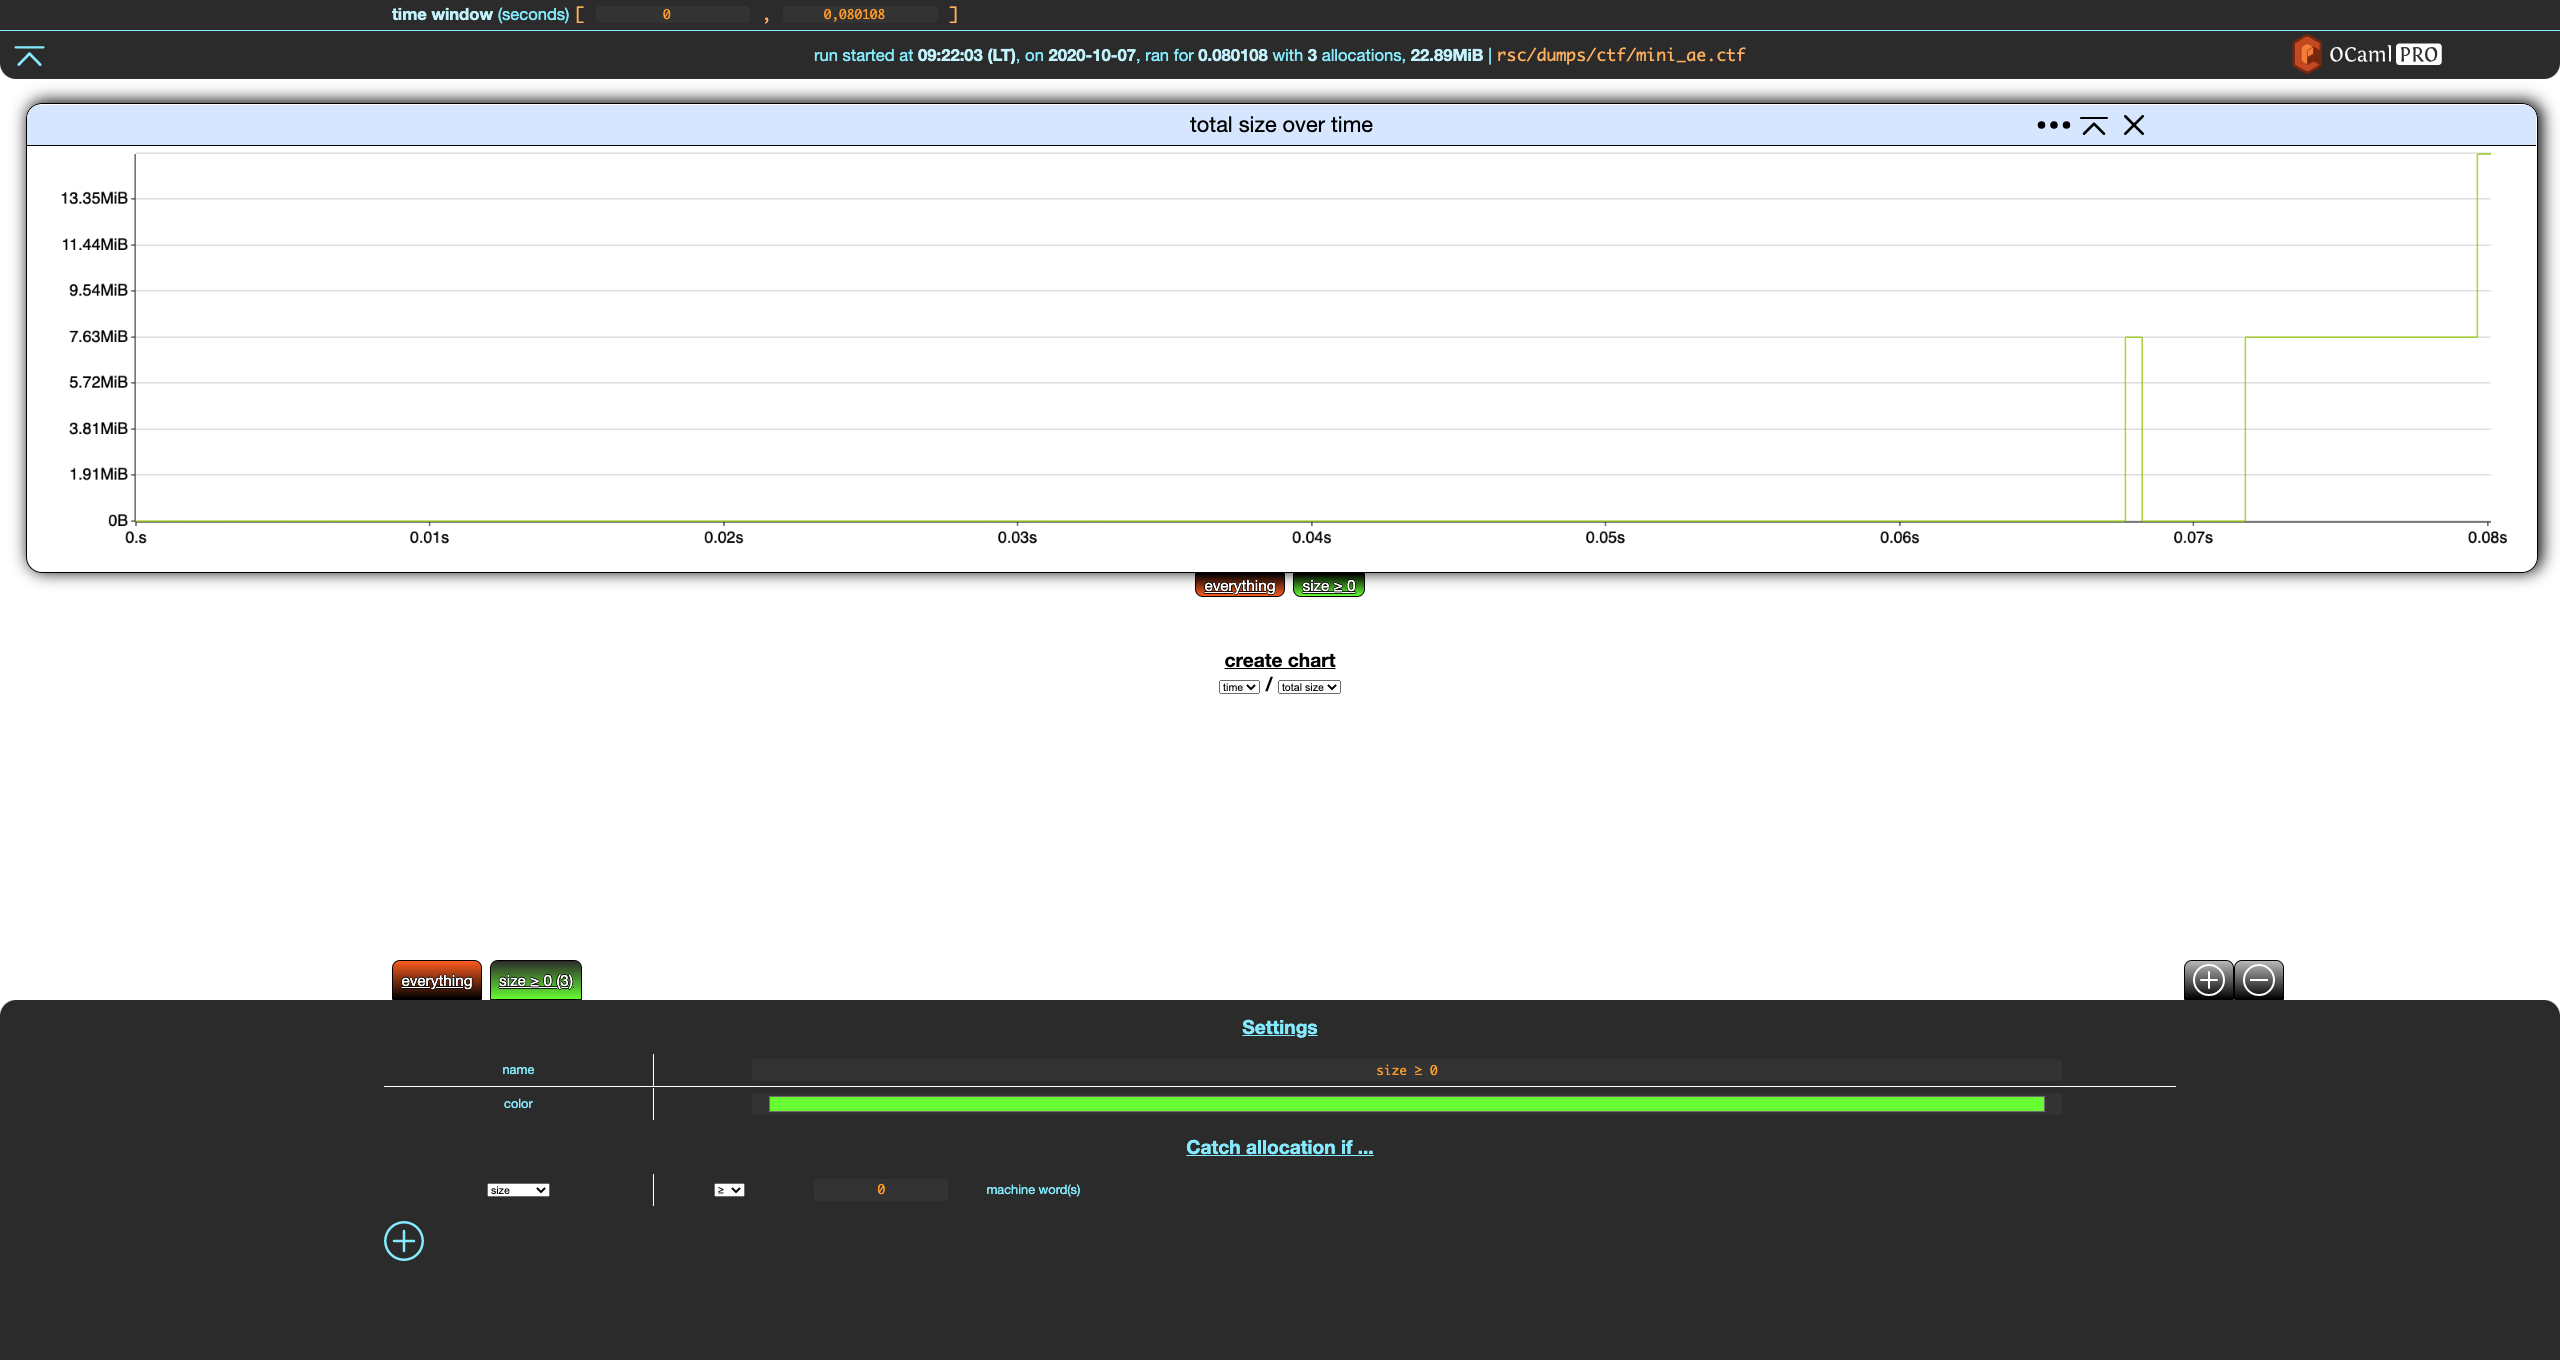 time window (seconds) [ 0 , 0,080108 ]
run started at 09:22:03 (LT), on 2020-10-07, ran for 0.080108 with 3 allocations, 22.89MiB | rsc/dumps/ctf/mini_ae.ctf
OCaml PRO
total size over time
13.35MiB
11.44MiB
9.54MiB
7.63MiB
5.72MiB
3.81MiB
1.91MiB
0B
0.s 0.01s 0.02s 0.03s 0.04s 0.05s 0.06s 0.07s 0.08s
everything size ≥ 0
create chart
time / total size
everything size ≥ 0 (3)
Settings
name size ≥ 0
color
Catch allocation if ...
size ≥ 0 machine word(s)